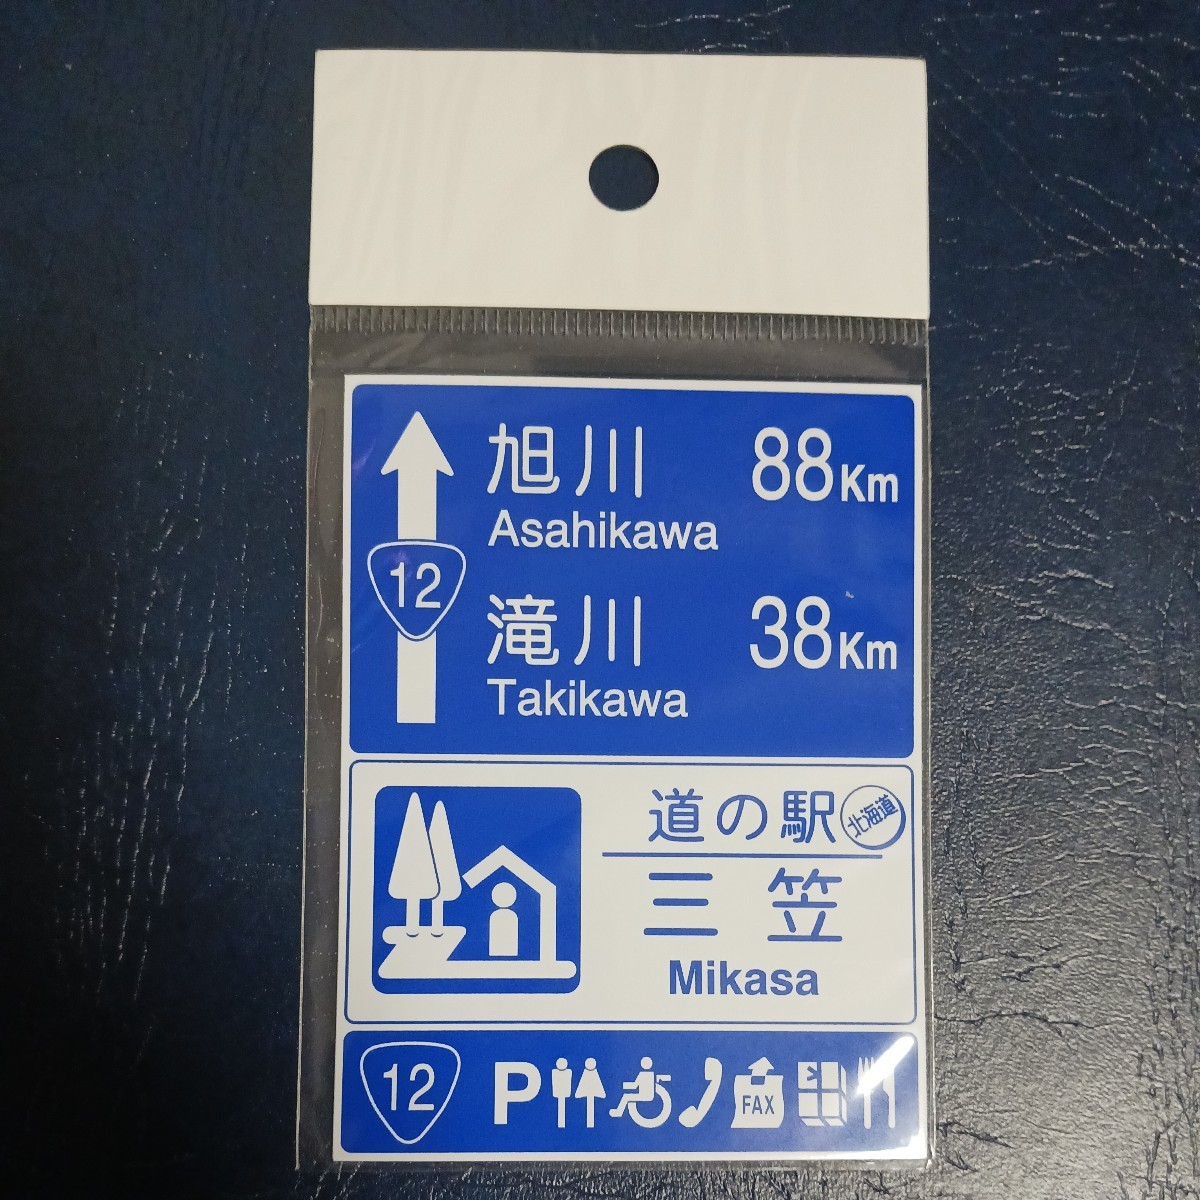 旭川 88Km
Asahikawa
12
滝川 38Km
Takikawa
道の駅 北海道
三笠
Mikasa
12 P FAX